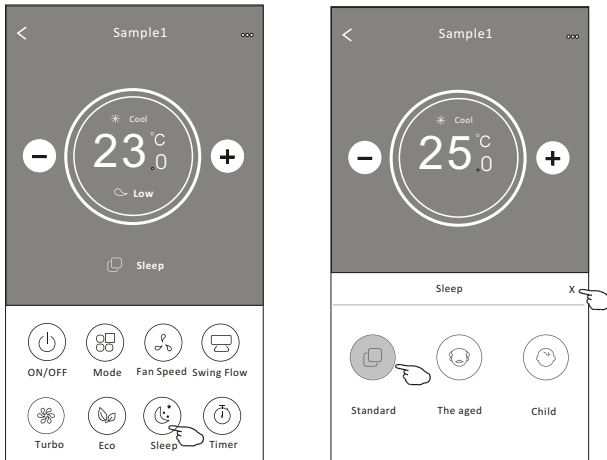 Sample1
Cool
23.0 °C
Low
Sleep
ON/OFF Mode Fan Speed Swing Flow
Turbo Eco Sleep Timer
Sample1
Cool
25.0 °C
Sleep X
Standard The aged Child